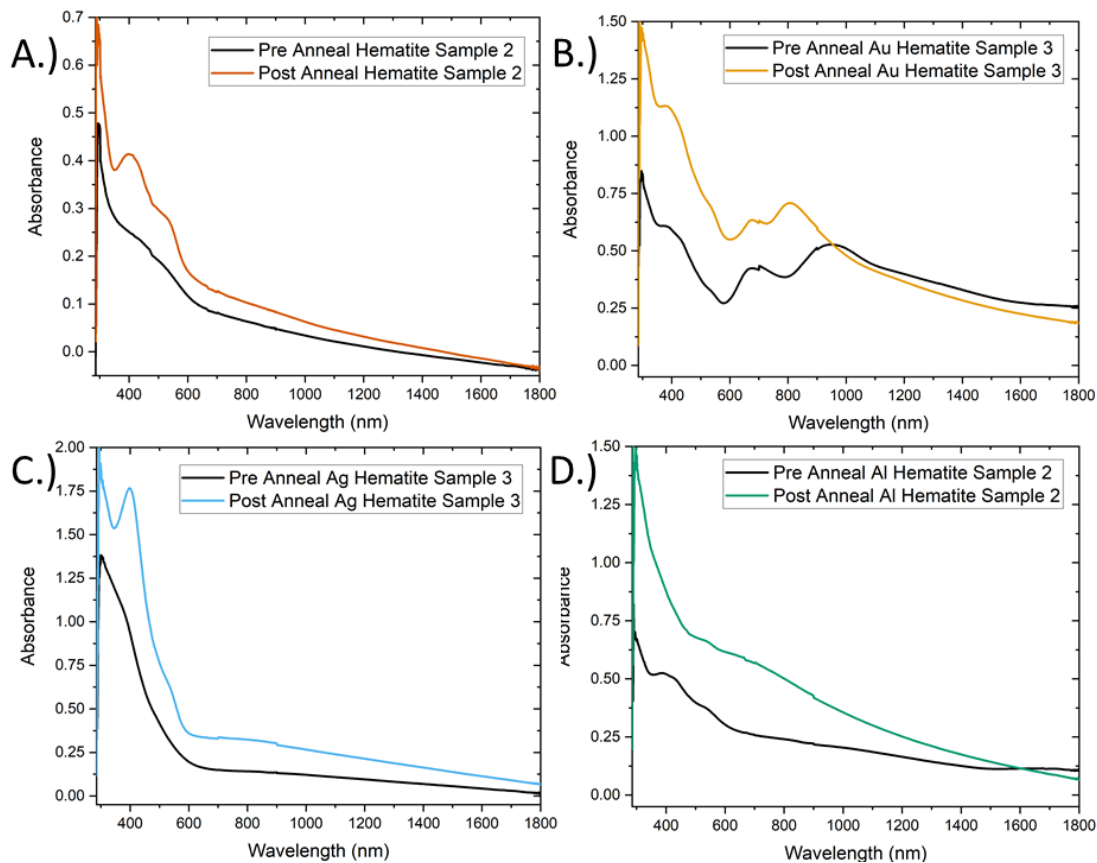 A.)
Pre Anneal Hematite Sample 2
Post Anneal Hematite Sample 2
Absorbance
0.7
0.6
0.5
0.4
0.3
0.2
0.1
0.0
400 600 800 1000 1200 1400 1600 1800
Wavelength (nm)
B.)
Pre Anneal Au Hematite Sample 3
Post Anneal Au Hematite Sample 3
Absorbance
1.50
1.25
1.00
0.75
0.50
0.25
0.00
400 600 800 1000 1200 1400 1600 1800
Wavelength (nm)
C.)
Pre Anneal Ag Hematite Sample 3
Post Anneal Ag Hematite Sample 3
Absorbance
2.00
1.75
1.50
1.25
1.00
0.75
0.50
0.25
0.00
400 600 800 1000 1200 1400 1600 1800
Wavelength (nm)
D.)
Pre Anneal Al Hematite Sample 2
Post Anneal Al Hematite Sample 2
Absorbance
1.50
1.25
1.00
0.75
0.50
0.25
0.00
400 600 800 1000 1200 1400 1600 1800
Wavelength (nm)